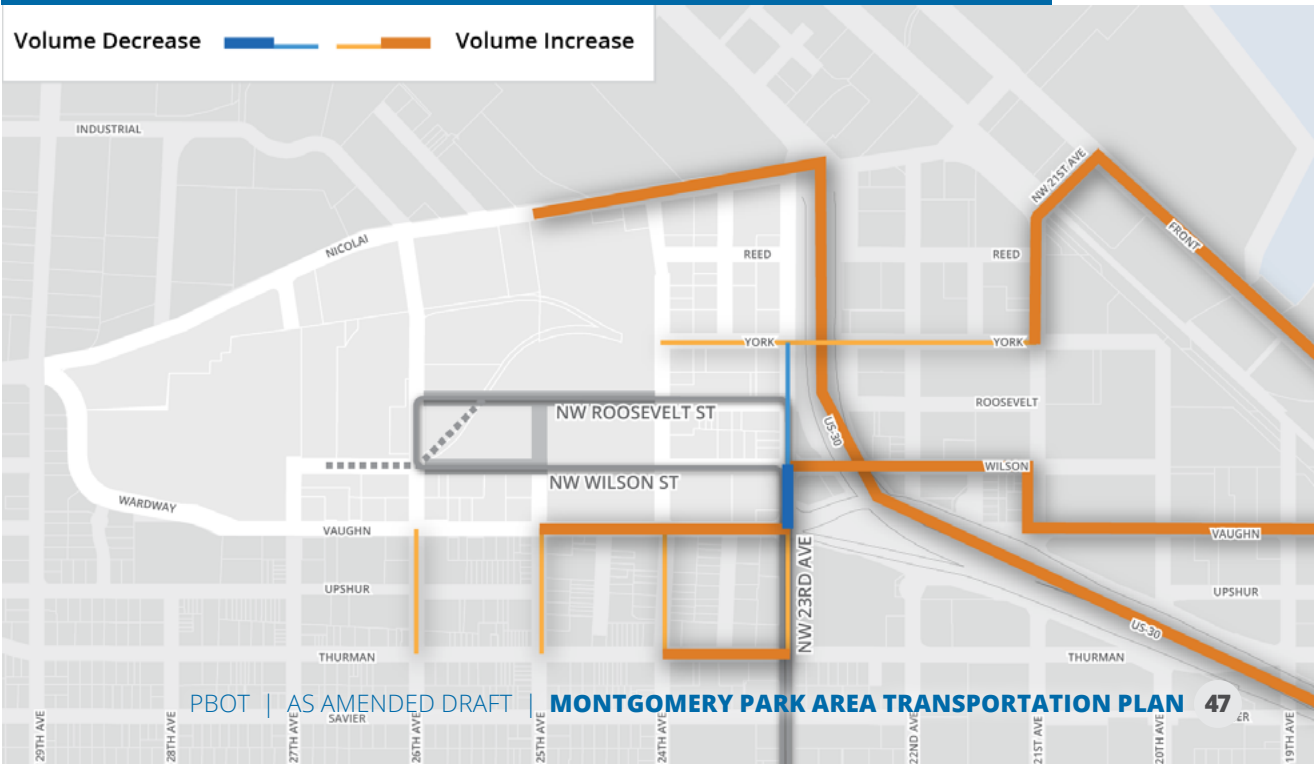 Volume Decrease
Volume Increase
INDUSTRIAL
NW 21ST AVE
NICOLAI
FRONT
REED
REED
YORK
YORK
NW ROOSEVELT ST
ROOSEVELT
US-30
WILSON
NW WILSON ST
WARDWAY
VAUGHN
VAUGHN
NW 23RD AVE
UPSHUR
UPSHUR
US-30
THURMAN
THURMAN
PBOT | AS AMENDED DRAFT | MONTGOMERY PARK AREA TRANSPORTATION PLAN 47
SAVIER
ER
29TH AVE
28TH AVE
27TH AVE
26TH AVE
25TH AVE
24TH AVE
22ND AVE
21ST AVE
20TH AVE
19TH AVE